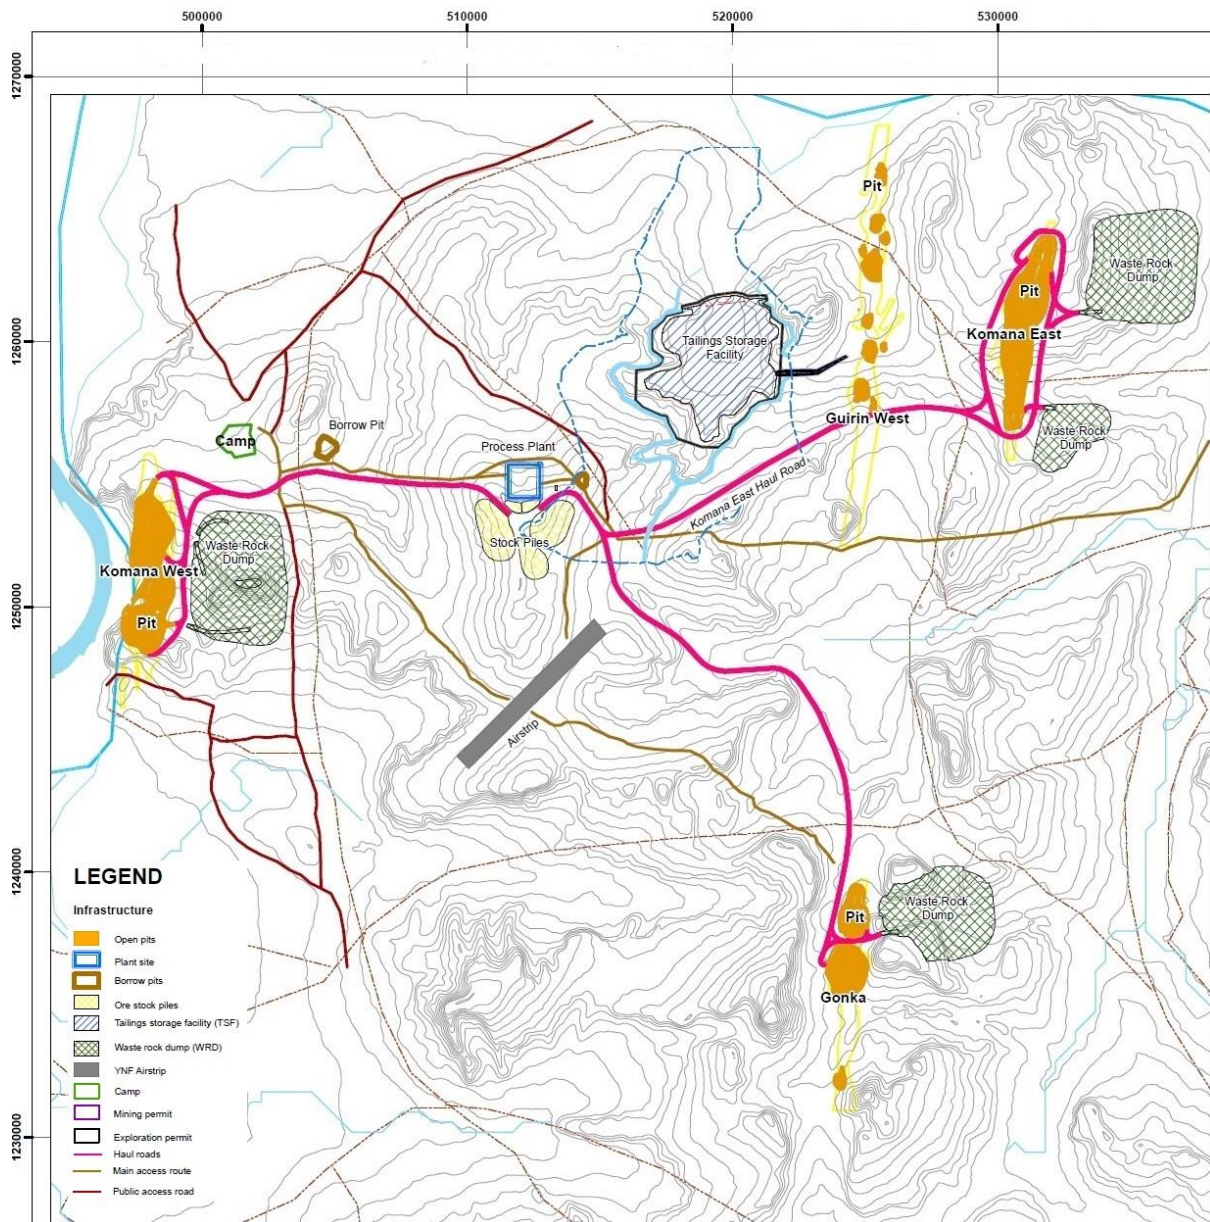 500000
510000
520000
530000
1270000
1260000
1250000
1240000
1230000
Pit
Waste Rock
Dump
Pit
Komana East
Tailings Storage
Facility
Guirin West
Waste Rock
Dump
Borrow Pit
Camp
Process Plant
Komana East Haul Road
Stock Piles
Waste Rock
Dump
Komana West
Pit
Airstrip
Waste Rock
Dump
Pit
Gonka
LEGEND
Infrastructure
Open pits
Plant site
Borrow pits
Ore stock piles
Tailings storage facility (TSF)
Waste rock dump (WRD)
YNF Airstrip
Camp
Mining permit
Exploration permit
Haul roads
Main access route
Public access road